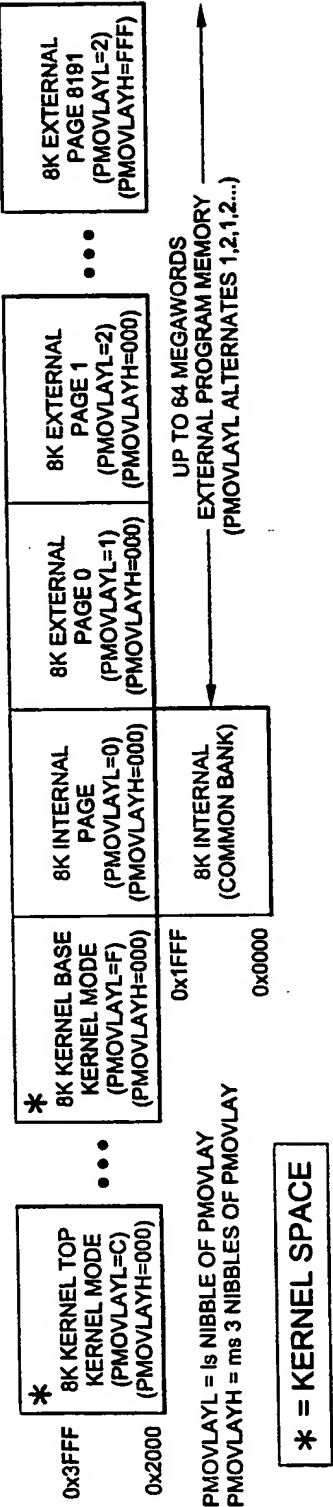 0x3FFF
0x2000
*
8K KERNEL TOP
KERNEL MODE
(PMOVLAYL=C)
(PMOVLAYH=000)
•••
*
8K KERNEL BASE
KERNEL MODE
(PMOVLAYL=F)
(PMOVLAYH=000)
8K INTERNAL
PAGE
(PMOVLAYL=0)
(PMOVLAYH=000)
8K EXTERNAL
PAGE 0
(PMOVLAYL=1)
(PMOVLAYH=000)
8K EXTERNAL
PAGE 1
(PMOVLAYL=2)
(PMOVLAYH=000)
•••
8K EXTERNAL
PAGE 8191
(PMOVLAYL=2)
(PMOVLAYH=FFF)
0x1FFF
0x0000
8K INTERNAL
(COMMON BANK)
UP TO 64 MEGAWORDS
EXTERNAL PROGRAM MEMORY
(PMOVLAYL ALTERNATES 1,2,1,2...)
PMOVLAYL = ls NIBBLE OF PMOVLAY
PMOVLAYH = ms 3 NIBBLES OF PMOVLAY
* = KERNEL SPACE